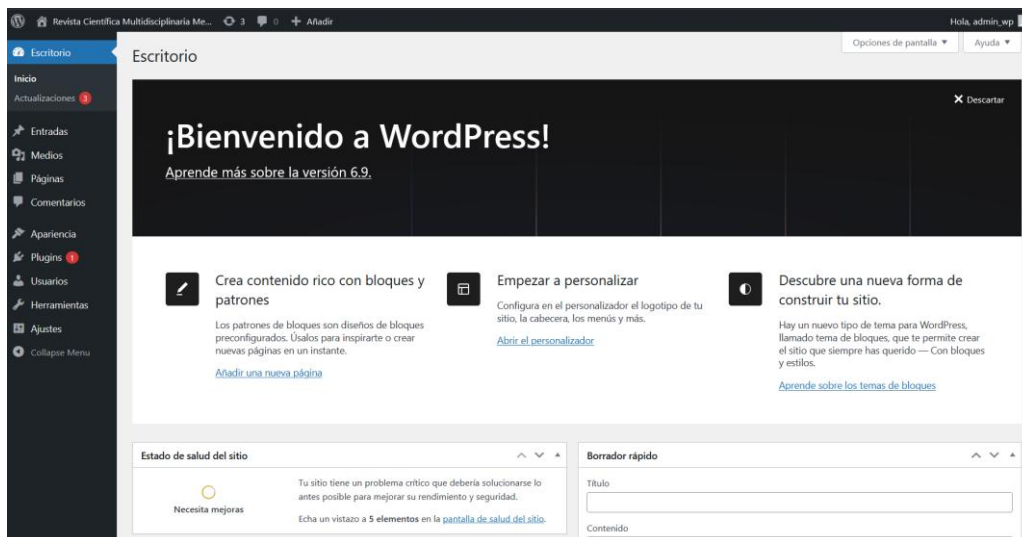 Revista Científica Multidisciplinaria Me... 3 0 + Añadir
Hola, admin_wp
Escritorio
Inicio
Actualizaciones 3
Entradas
Medios
Páginas
Comentarios
Apariencia
Plugins 1
Usuarios
Herramientas
Ajustes
Collapse Menu
Escritorio
Opciones de pantalla ▼
Ayuda ▼
Descartar
¡Bienvenido a WordPress!
Aprende más sobre la versión 6.9.
Crea contenido rico con bloques y
patrones
Los patrones de bloques son diseños de bloques
preconfigurados. Úsalos para inspirarte o crear
nuevas páginas en un instante.
Añadir una nueva página
Empezar a personalizar
Configura en el personalizador el logotipo de tu
sitio, la cabecera, los menús y más.
Abrir el personalizador
Descubre una nueva forma de
construir tu sitio.
Hay un nuevo tipo de tema para WordPress,
llamado tema de bloques, que te permite crear
el sitio que siempre has querido — Con bloques
y estilos.
Aprende sobre los temas de bloques
Estado de salud del sitio
Necesita mejoras
Tu sitio tiene un problema crítico que debería solucionarse lo
antes posible para mejorar su rendimiento y seguridad.
Echa un vistazo a 5 elementos en la pantalla de salud del sitio.
Borrador rápido
Título
Contenido